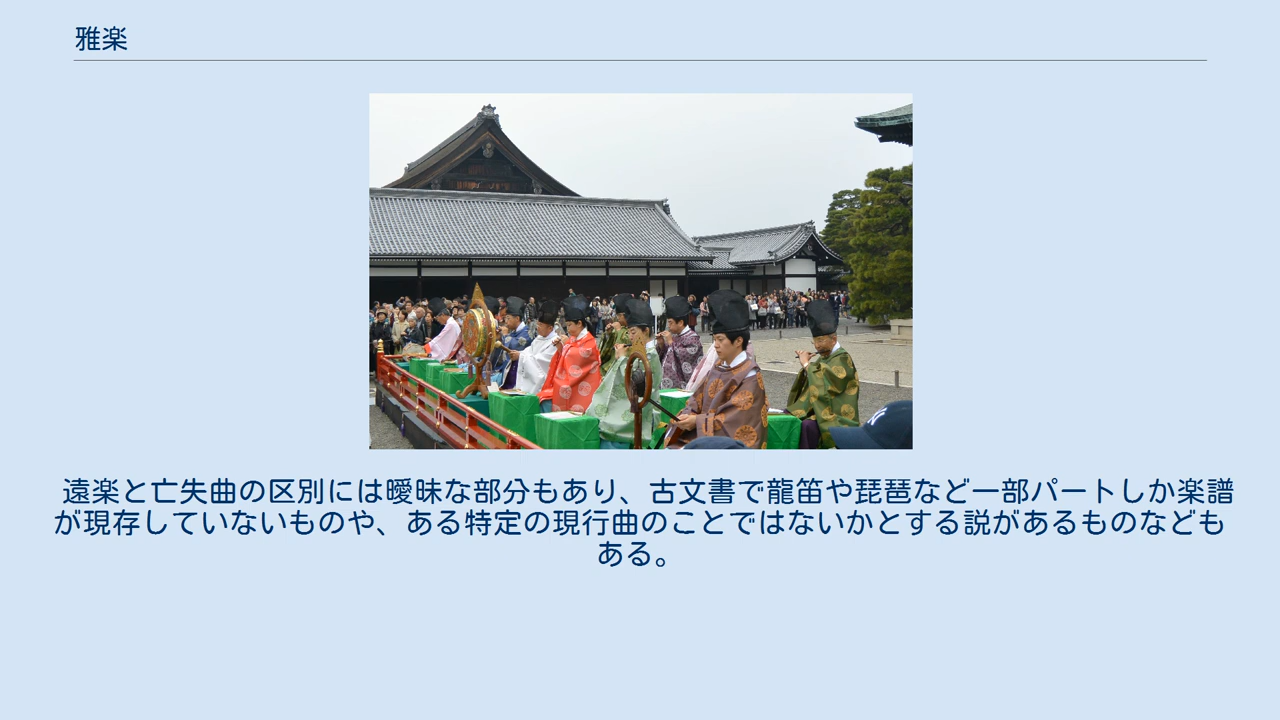 雅楽
遠楽と亡失曲の区別には曖昧な部分もあり、古文書で龍笛や琵琶など一部パートしか楽譜
が現存していないものや、ある特定の現行曲のことではないかとする説があるものなども
ある。